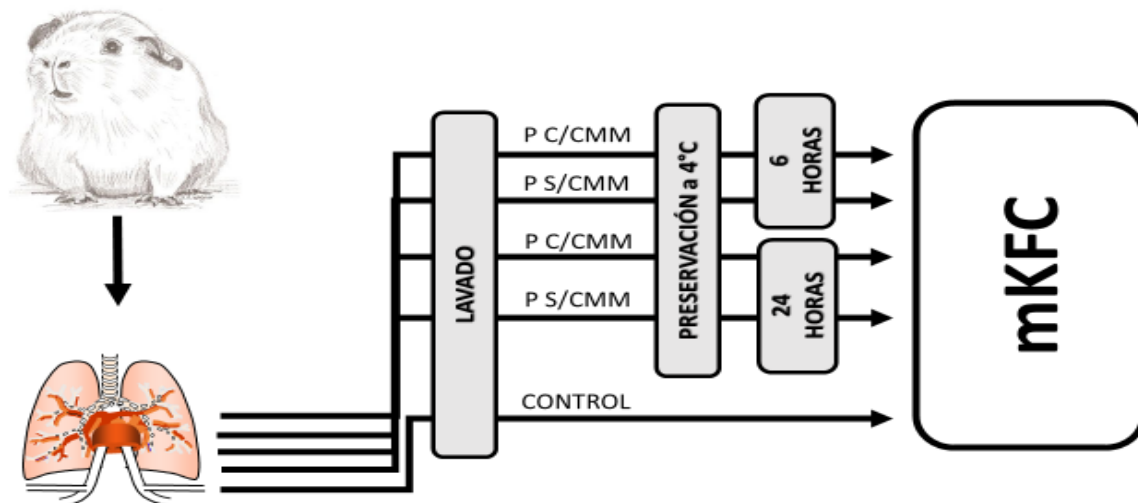 LAVADO
P C/CMM
P S/CMM
P C/CMM
P S/CMM
CONTROL
PRESERVACIÓN a 4°C
6
HORAS
24
HORAS
mKFC